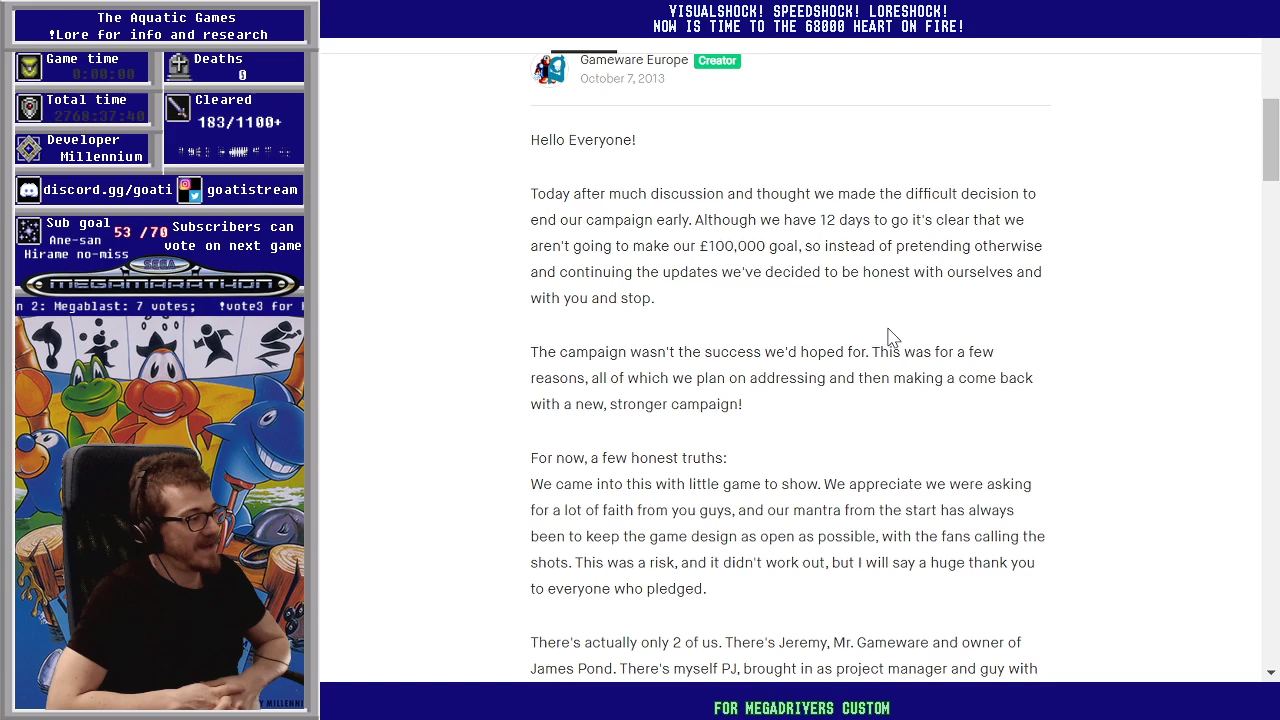 The Aquatic Games
!Lore for info and research
Game time
0:00:00
Deaths
0
Total time
2768:37:40
Cleared
183/1100+
Developer
Millennium
discord.gg/goati
goatistream
Sub goal
53 /70
Ane-san
Hirame no-miss
Subscribers can
vote on next game
SEGA
MEGAMARATHON
n 2: Megablast: 7 votes;   !vote3 for
VISUALSHOCK! SPEEDSHOCK! LORESHOCK!
NOW IS TIME TO THE 68000 HEART ON FIRE!
Gameware Europe Creator
October 7, 2013
Hello Everyone!
Today after much discussion and thought we made the difficult decision to
end our campaign early. Although we have 12 days to go it's clear that we
aren't going to make our £100,000 goal, so instead of pretending otherwise
and continuing the updates we've decided to be honest with ourselves and
with you and stop.
The campaign wasn't the success we'd hoped for. This was for a few
reasons, all of which we plan on addressing and then making a come back
with a new, stronger campaign!
For now, a few honest truths:
We came into this with little game to show. We appreciate we were asking
for a lot of faith from you guys, and our mantra from the start has always
been to keep the game design as open as possible, with the fans calling the
shots. This was a risk, and it didn't work out, but I will say a huge thank you
to everyone who pledged.
There's actually only 2 of us. There's Jeremy, Mr. Gameware and owner of
James Pond. There's myself PJ, brought in as project manager and guy with
FOR MEGADRIVERS CUSTOM